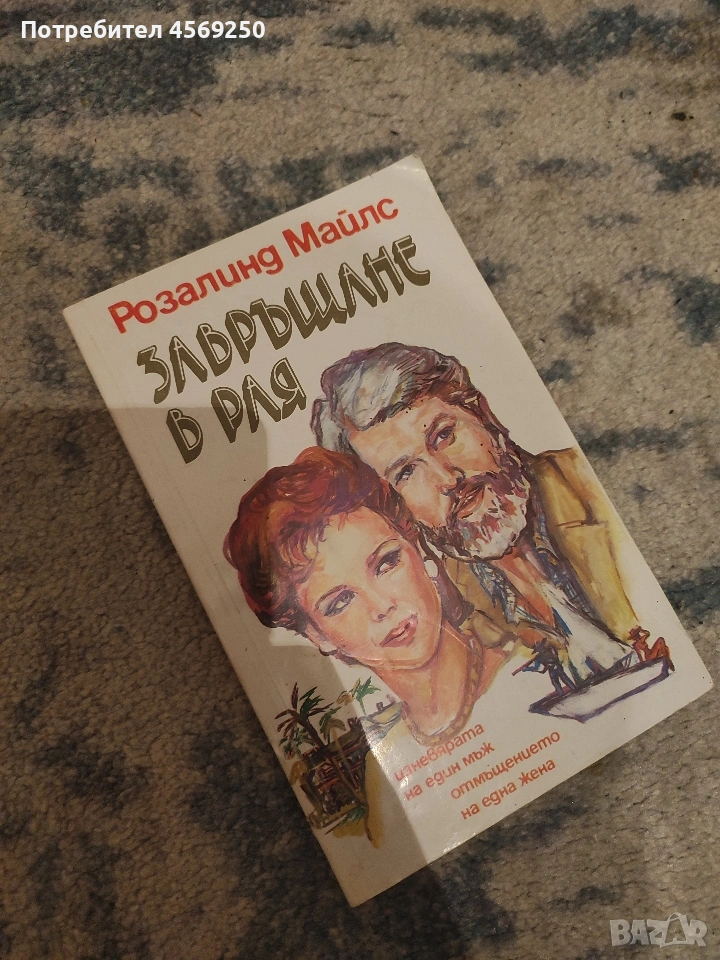 Потребител 4569250
Розалинд Майлс
ЗАВРЪЩАНЕ
В РАЯ
изневярата
на един мъж
отмъщението
на една жена
BAZAR